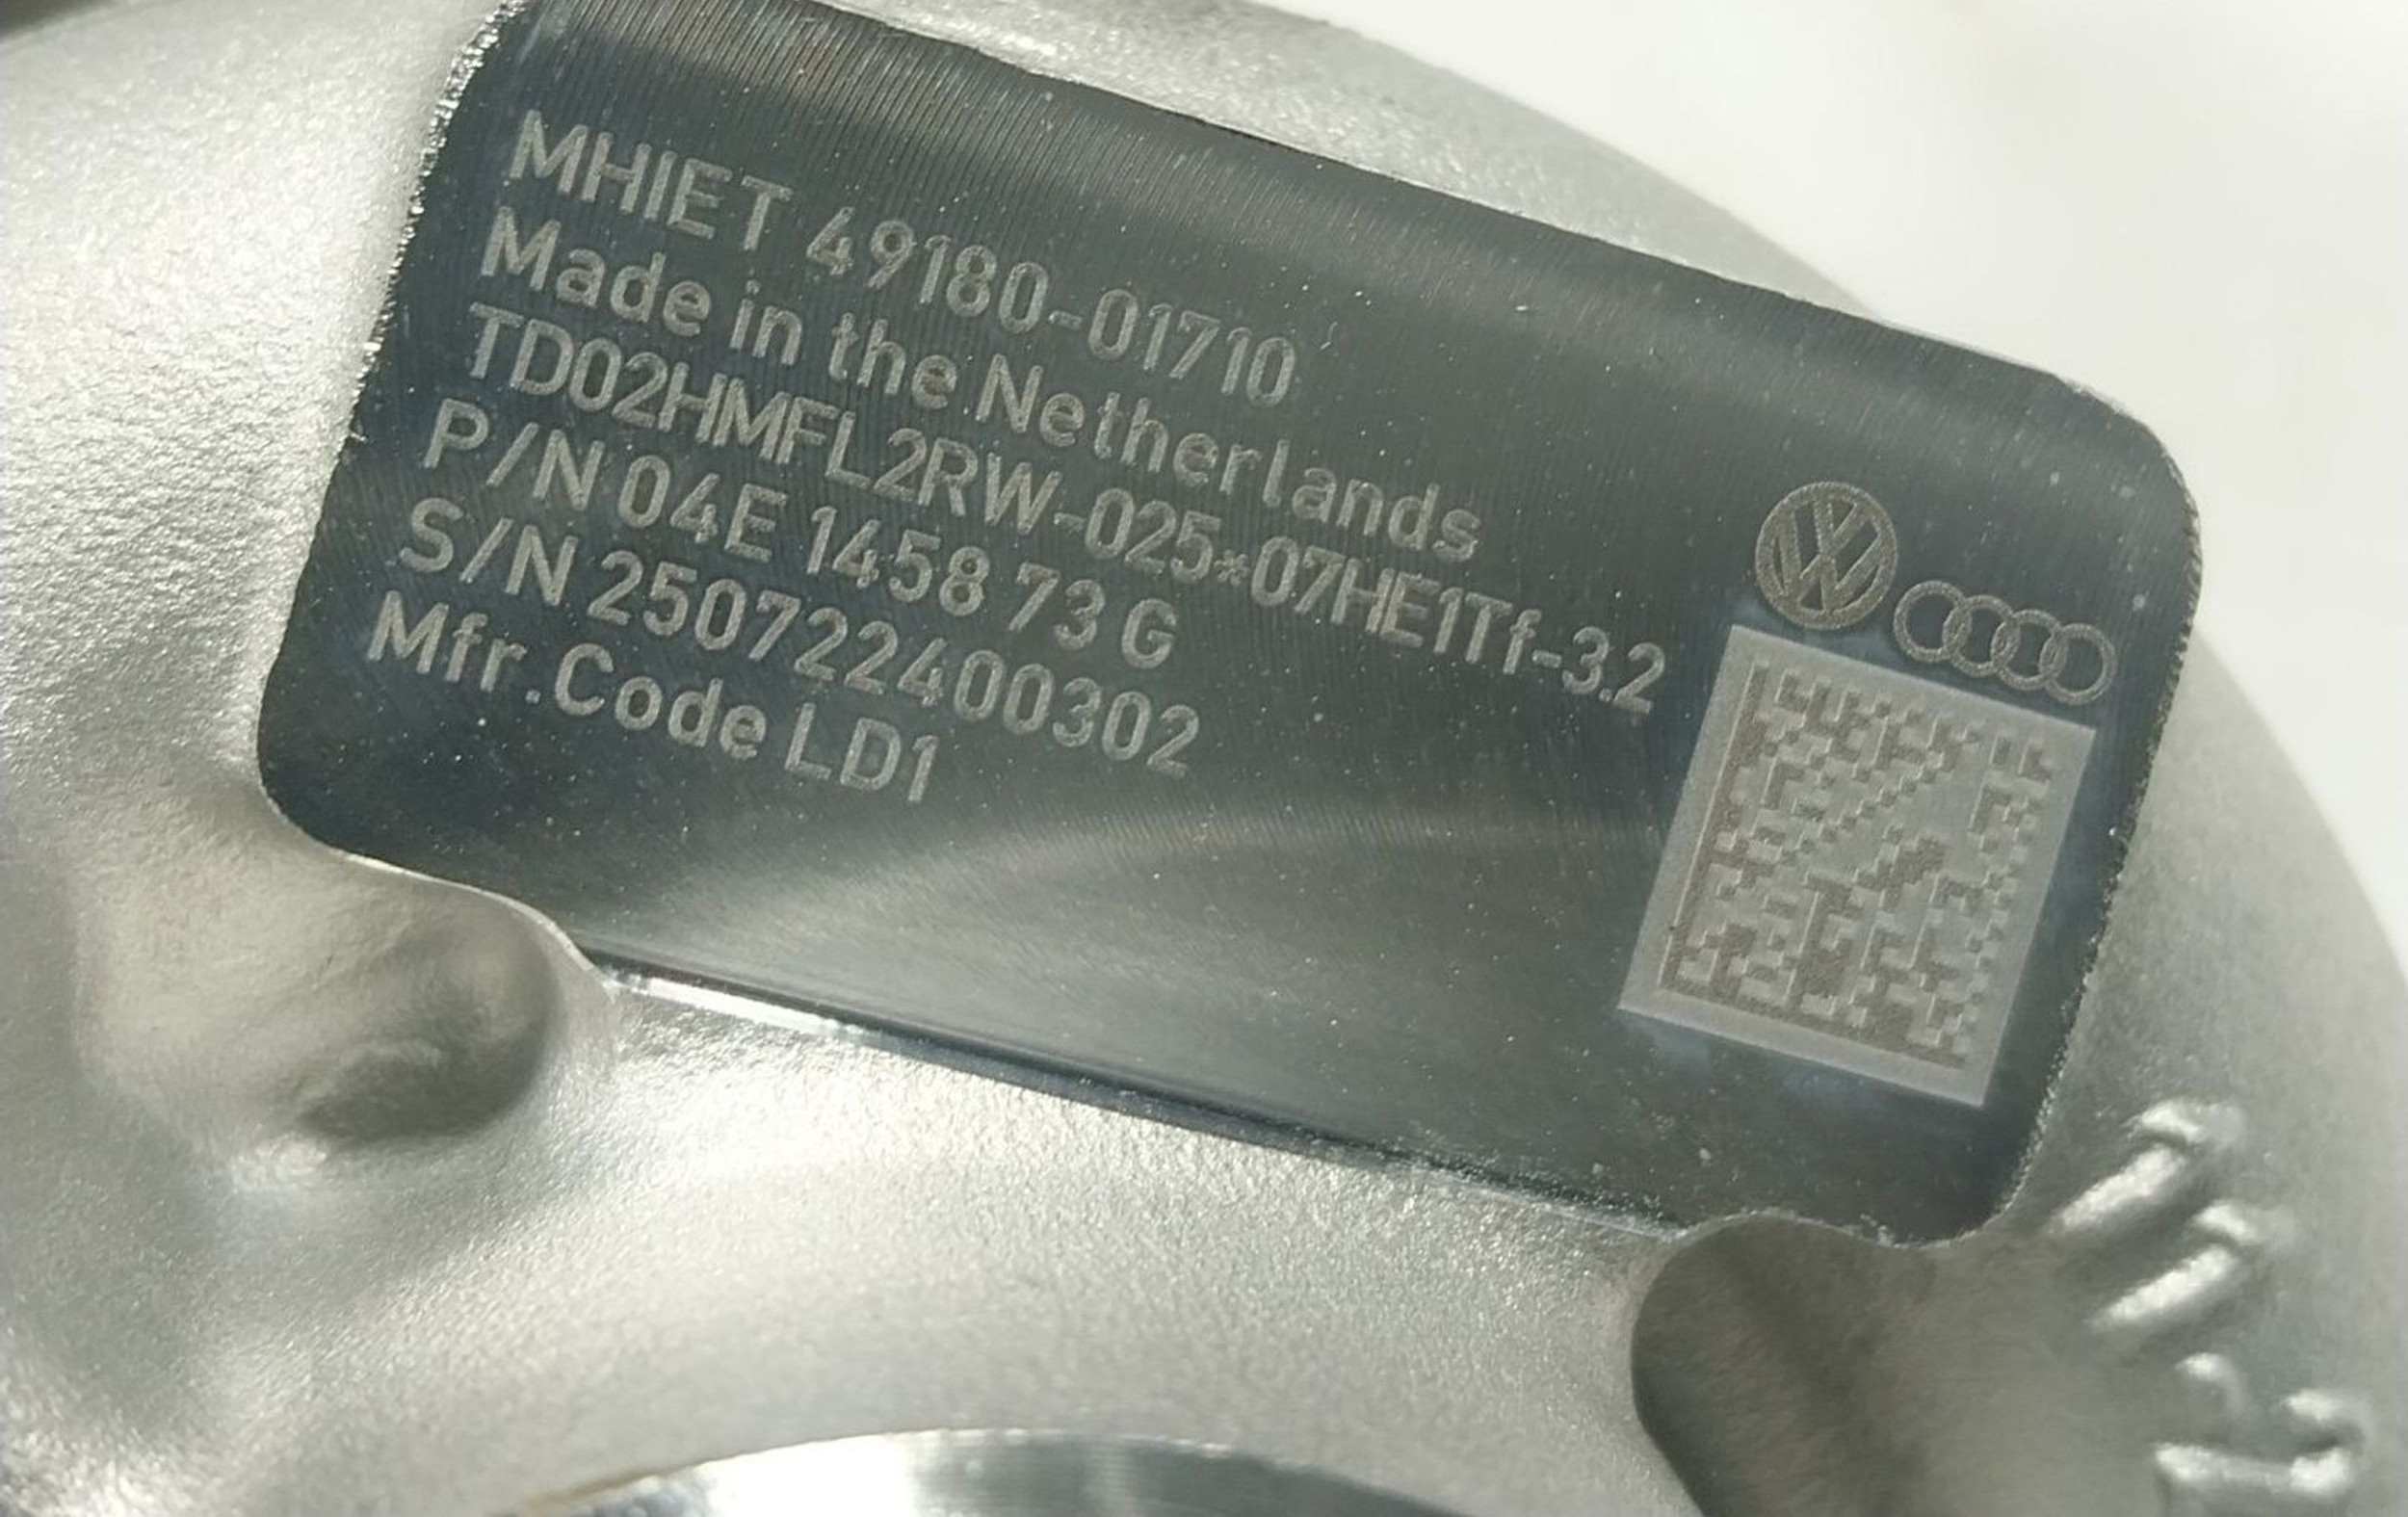 MHIET 49180-01710
Made in the Netherlands
TD02HMFL2RW-025*07HE1Tf-3.2
P/N 04E 1458 73 G
S/N 250722400302
Mfr.Code LD1